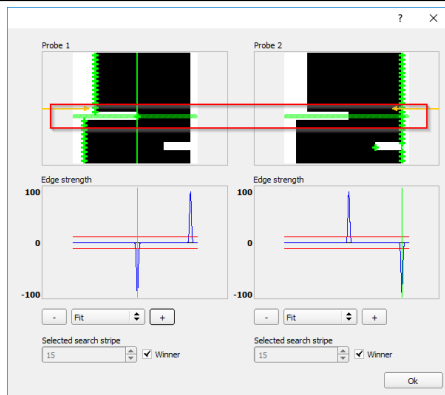 ?
Probe 1
Probe 2
Edge strength
Edge strength
100
0
-100
100
0
-100
- Fit +
- Fit +
Selected search stripe
Selected search stripe
15 Winner
15 Winner
Ok